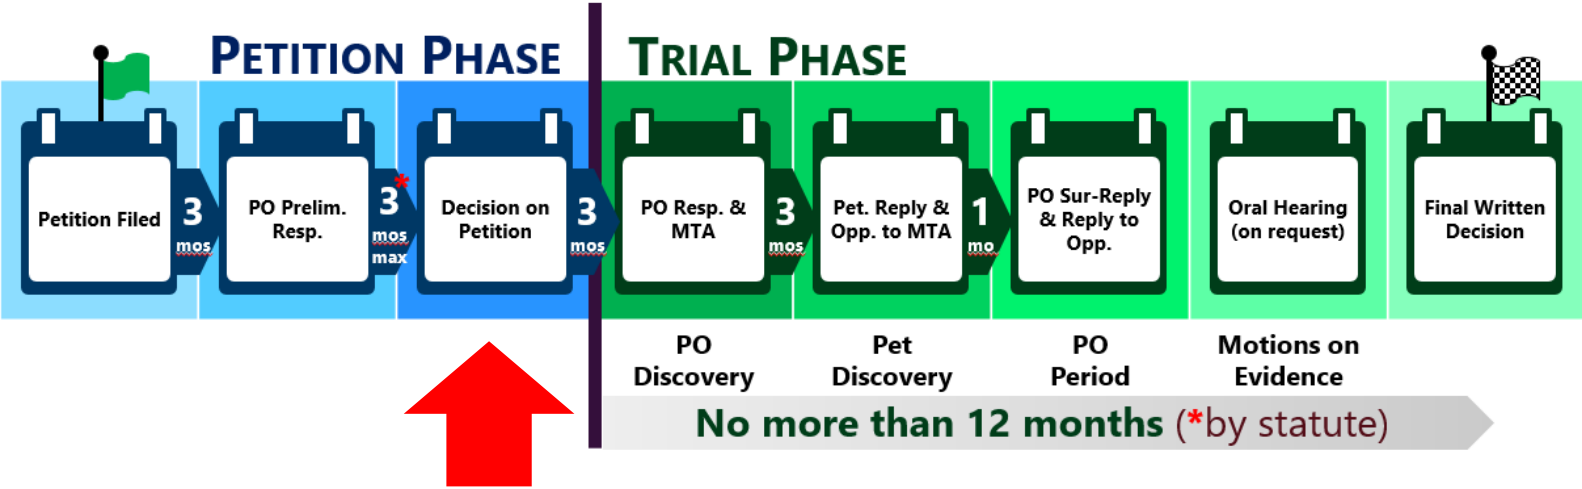 PETITION PHASE
TRIAL PHASE
Petition Filed
3
mos
PO Prelim.
Resp.
3*
mos
max
Decision on
Petition
3
mos
PO Resp. &
MTA
3
mos
Pet. Reply &
Opp. to MTA
1
mo
PO Sur-Reply
& Reply to
Opp.
Oral Hearing
(on request)
Final Written
Decision
PO
Discovery
Pet
Discovery
PO
Period
Motions on
Evidence
No more than 12 months (*by statute)